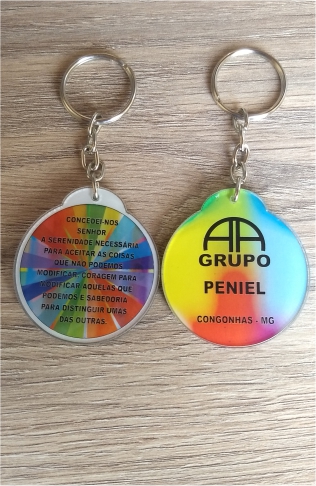 CONCEDEI-NOS
SENHOR
A SERENIDADE NECESSÁRIA
PARA ACEITAR AS COISAS
QUE NÃO PODEMOS
MODIFICAR, CORAGEM PARA
MODIFICAR AQUELAS QUE
PODEMOS E SABEDORIA
PARA DISTINGUIR UMAS
DAS OUTRAS.
AA
GRUPO
PENIEL
CONGONHAS - MG